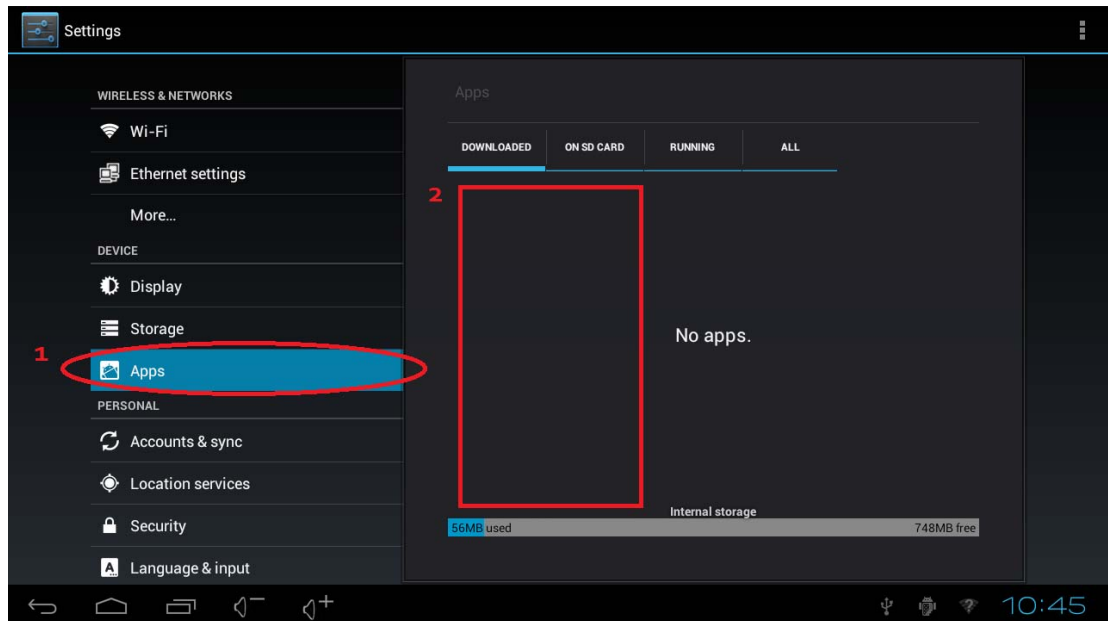 Settings
WIRELESS & NETWORKS
Wi-Fi
Ethernet settings
More...
DEVICE
Display
Storage
1
Apps
PERSONAL
Accounts & sync
Location services
Security
A Language & input
Apps
DOWNLOADED ON SD CARD RUNNING ALL
2
No apps.
Internal storage
56MB used 748MB free
10:45